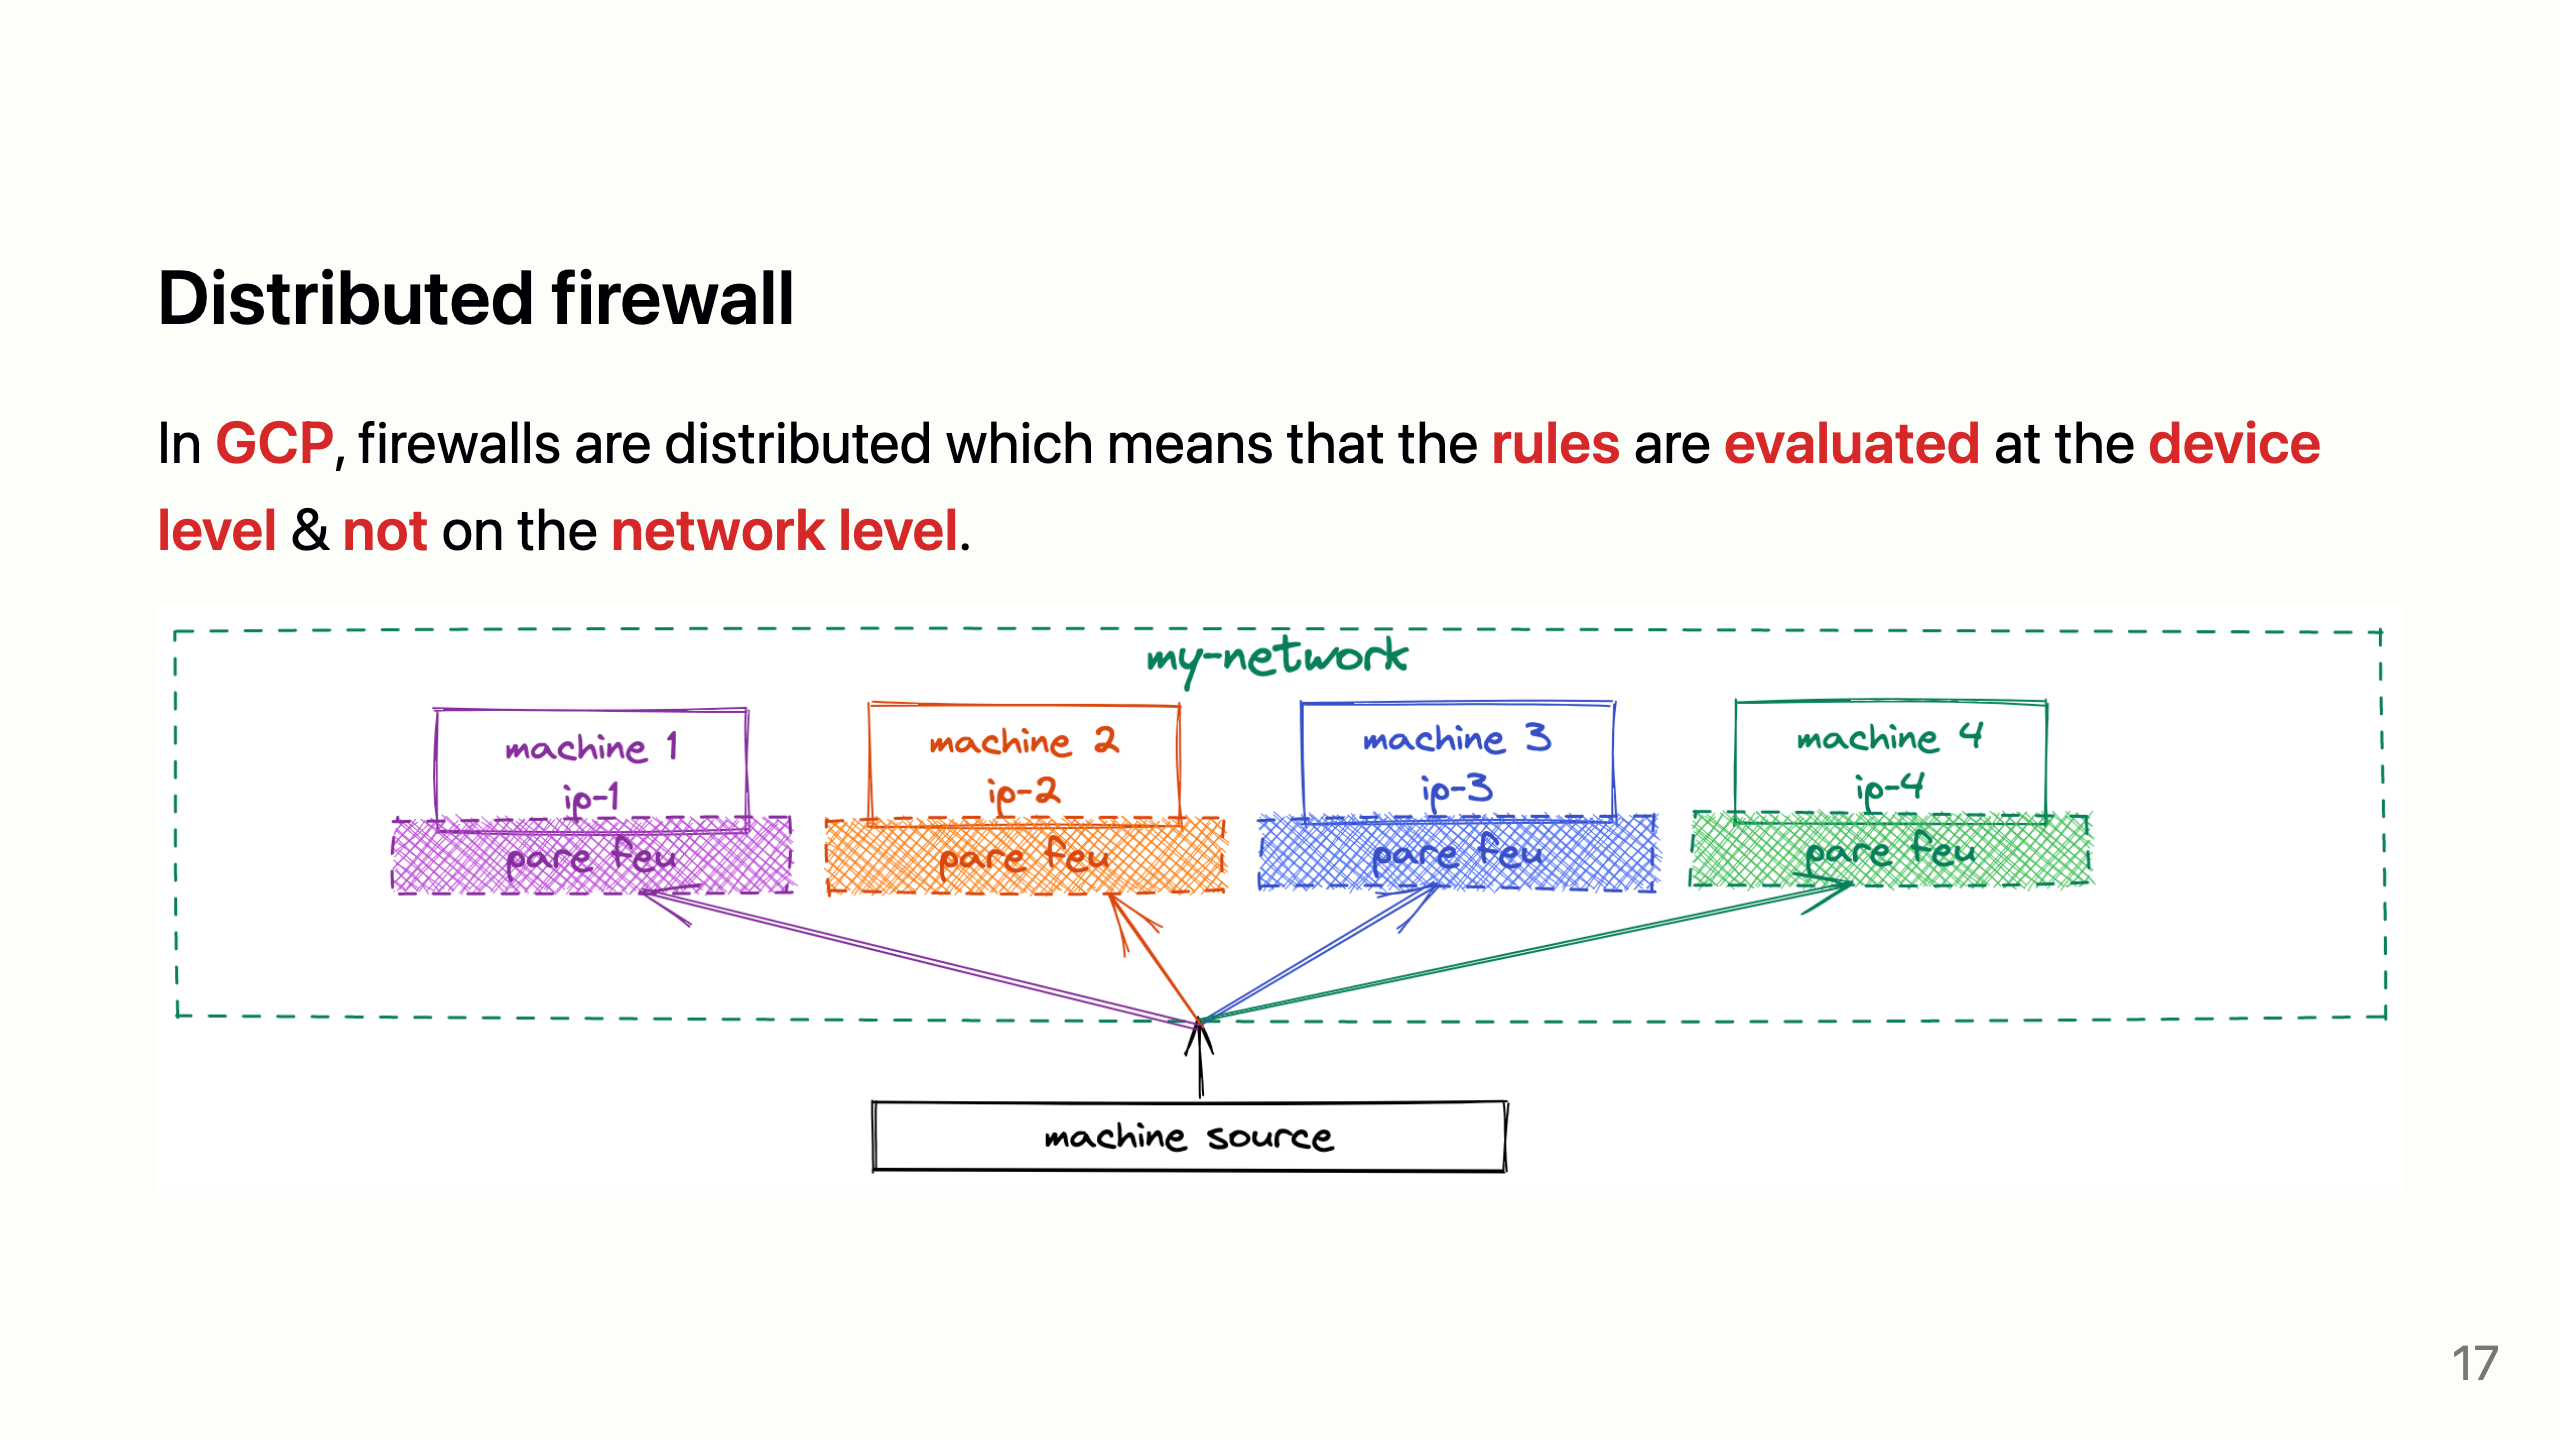 Distributed firewall
In GCP, firewalls are distributed which means that the rules are evaluated at the device
level & not on the network level.
my-network
machine 1
ip-1
pare feu
machine 2
ip-2
pare feu
machine 3
ip-3
pare feu
machine 4
ip-4
pare feu
machine source
17